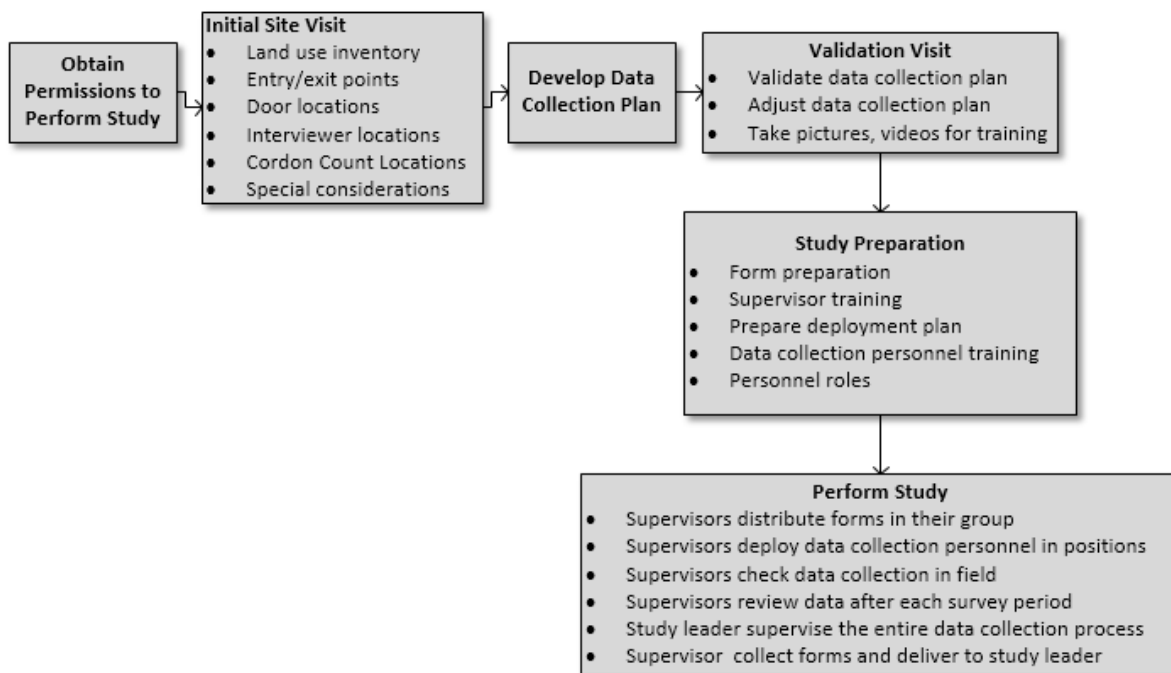 Obtain
Permissions to
Perform Study
Initial Site Visit
• Land use inventory
• Entry/exit points
• Door locations
• Interviewer locations
• Cordon Count Locations
• Special considerations
Develop Data
Collection Plan
Validation Visit
• Validate data collection plan
• Adjust data collection plan
• Take pictures, videos for training
Study Preparation
• Form preparation
• Supervisor training
• Prepare deployment plan
• Data collection personnel training
• Personnel roles
Perform Study
• Supervisors distribute forms in their group
• Supervisors deploy data collection personnel in positions
• Supervisors check data collection in field
• Supervisors review data after each survey period
• Study leader supervise the entire data collection process
• Supervisor collect forms and deliver to study leader